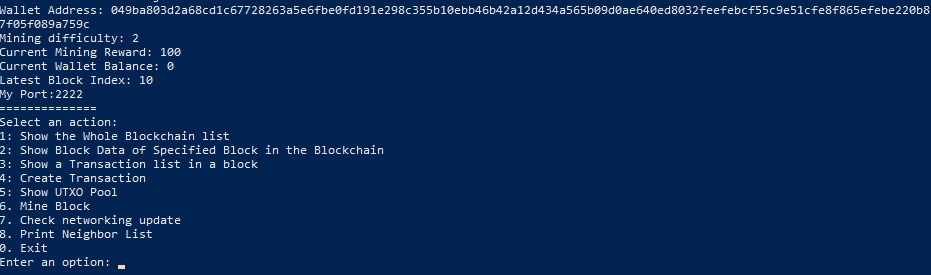 Wallet Address: 049ba803d2a68cd1c67728263a5e6fbe0fd191e298c355b10ebb46b42a12d434a565b09d0ae640ed8032feefebcf55c9e51cfe8f865efebe220b8
7f05f089a759c
Mining difficulty: 2
Current Mining Reward: 100
Current Wallet Balance: 0
Latest Block Index: 10
My Port:2222
==============
Select an action:
1: Show the Whole Blockchain list
2: Show Block Data of Specified Block in the Blockchain
3: Show a Transaction list in a block
4: Create Transaction
5: Show UTXO Pool
6. Mine Block
7. Check networking update
8. Print Neighbor List
0. Exit
Enter an option: